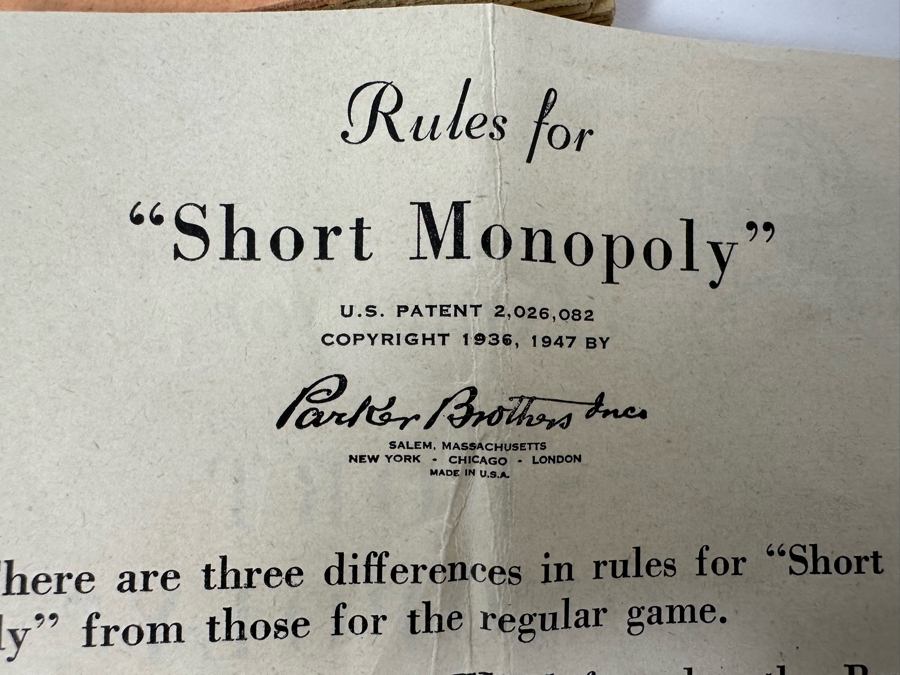 Rules for
“Short Monopoly”
U.S. PATENT 2,026,082
COPYRIGHT 1936, 1947 BY
Parker Brothers Inc.
SALEM, MASSACHUSETTS
NEW YORK - CHICAGO - LONDON
MADE IN U.S.A.
here are three differences in rules for “Short
ly” from those for the regular game.